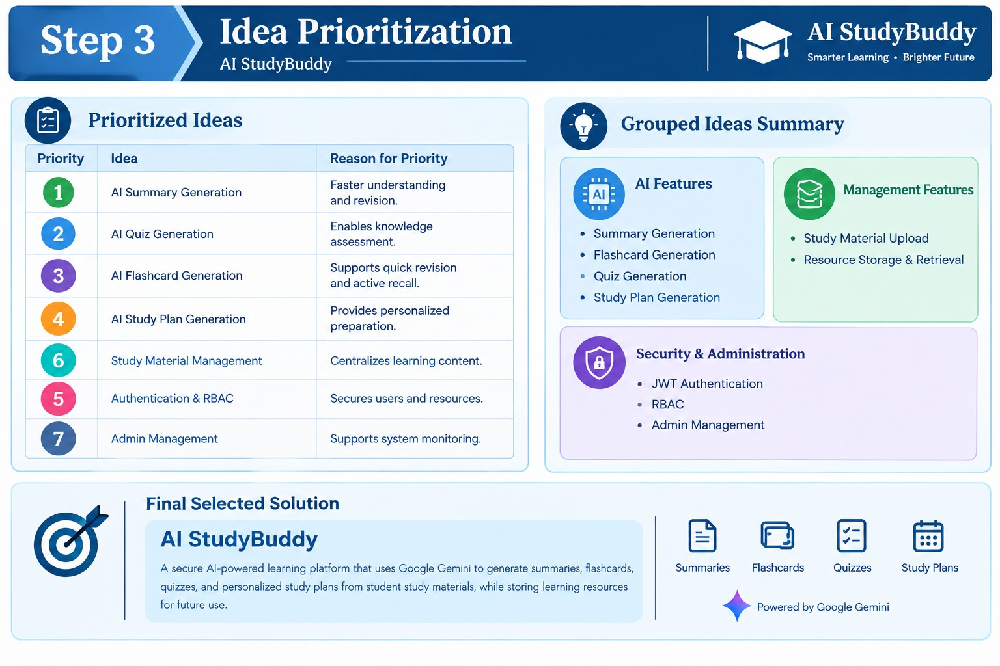 Step 3
Idea Prioritization
AI StudyBuddy
AI StudyBuddy
Smarter Learning • Brighter Future
Prioritized Ideas
Priority Idea Reason for Priority
1 AI Summary Generation Faster understanding
and revision.
2 AI Quiz Generation Enables knowledge
assessment.
3 AI Flashcard Generation Supports quick revision
and active recall.
4 AI Study Plan Generation Provides personalized
preparation.
6 Study Material Management Centralizes learning content.
5 Authentication & RBAC Secures users and resources.
7 Admin Management Supports system monitoring.
Grouped Ideas Summary
AI
AI Features
• Summary Generation
• Flashcard Generation
• Quiz Generation
• Study Plan Generation
Management Features
• Study Material Upload
• Resource Storage & Retrieval
Security & Administration
• JWT Authentication
• RBAC
• Admin Management
Final Selected Solution
AI StudyBuddy
A secure AI-powered learning platform that uses Google Gemini to generate summaries, flashcards,
quizzes, and personalized study plans from student study materials, while storing learning resources
for future use.
Summaries Flashcards Quizzes Study Plans
Powered by Google Gemini